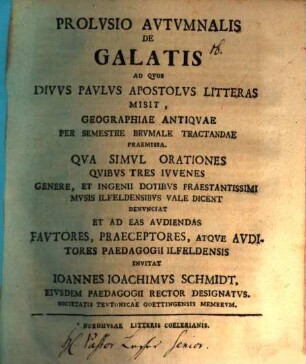 PROLVSIO AVTVMNALIS
DE
GALATIS
AD QVOS
DIVVS PAVLVS APOSTOLVS LITTERAS
MISIT,
GEOGRAPHIAE ANTIQVAE
PER SEMESTRE BRVMALE TRACTANDAE
PRAEMISSA.
QVA SIMVL ORATIONES
QVIBVS TRES IVVENES
GENERE, ET INGENII DOTIBVS PRAESTANTISSIMI
MVSIS ILFELDENSIBVS VALE DICENT
DENVNCIAT
ET AD EAS AVDIENDAS
FAVTORES, PRAECEPTORES, ATQVE AVDI-
TORES PAEDAGOGII ILFELDENSIS
INVITAT
IOANNES IOACHIMVS SCHMIDT,
EIVSDEM PAEDAGOGII RECTOR DESIGNATVS.
SOCIETATIS TEVTONICAE GOETTINGENSIS MEMBRVM.
NORDHVSAE LITTERIS COELERIANIS.
Pastor Senior.